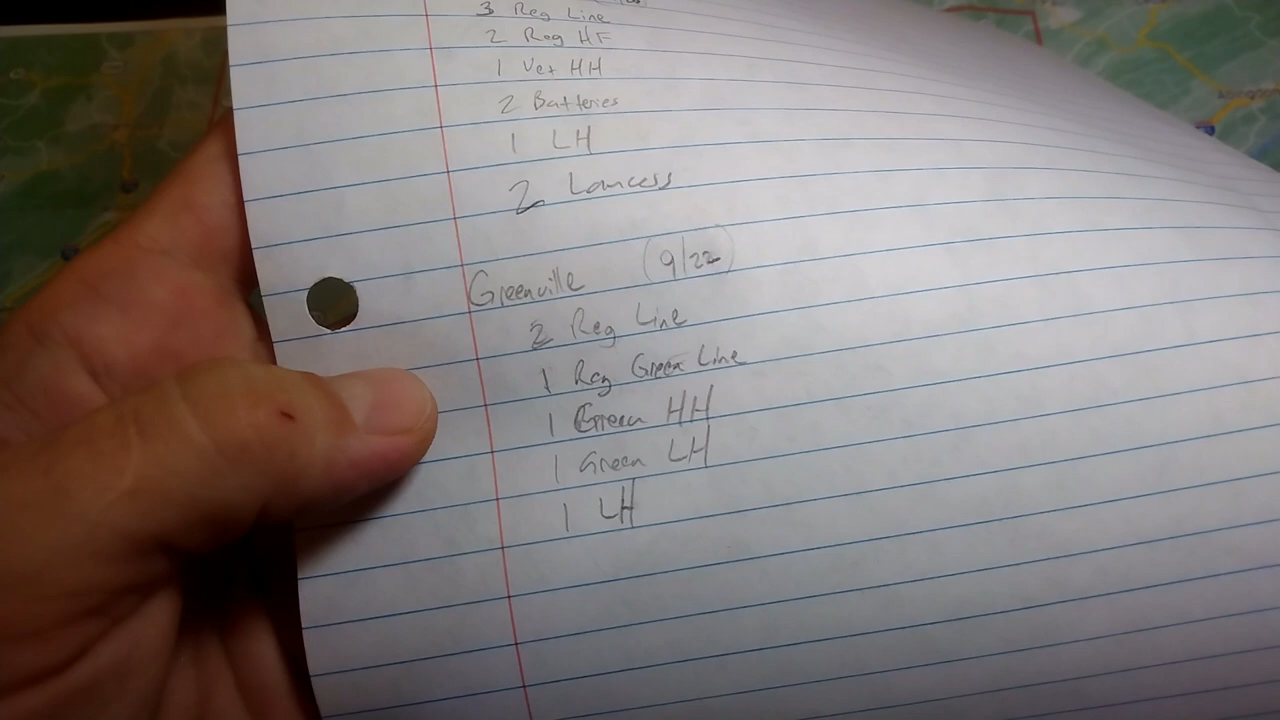 3 Reg Line
2 Reg HF
1 Vet HH
2 Batteries
1 LH
2 Lancess
Greenville (9/22)
2 Reg Line
1 Reg Green Line
1 Green HH
1 Green LH
1 LH